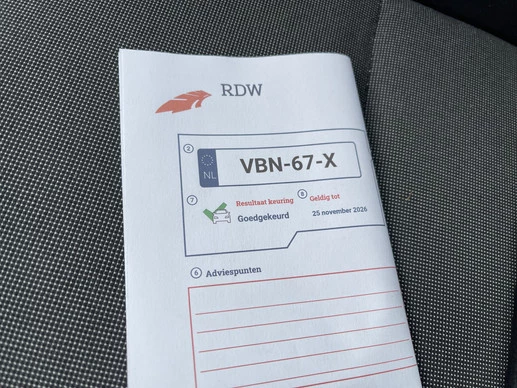 RDW
2
NL
VBN-67-X
7
Resultaat keuring
Goedgekeurd
8
Geldig tot
25 november 2026
6 Adviespunten